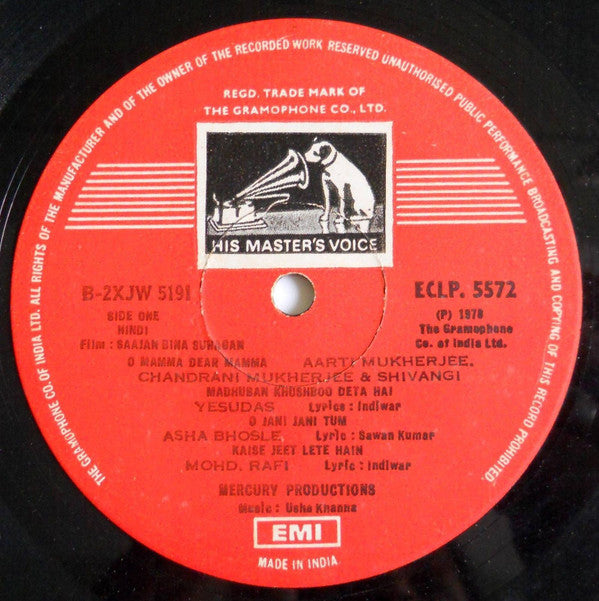 THE GRAMOPHONE CO. OF INDIA LTD. ALL RIGHTS OF THE MANUFACTURER AND OF THE OWNER OF THE RECORDED WORK RESERVED UNAUTHORISED PUBLIC PERFORMANCE BROADCASTING AND COPYING OF THIS RECORD PROHIBITED
REGD. TRADE MARK OF
THE GRAMOPHONE CO., LTD.
HIS MASTER'S VOICE
B-2XJW 5191 ECLP. 5572
SIDE ONE (P) 1978
HINDI The Gramophone
Film : SAAJAN BINA SUHAGAN Co. of India Ltd.
O MAMMA DEAR MAMMA AARTI MUKHERJEE,
CHANDRANI MUKHERJEE & SHIVANGI
MADHUBAN KHUSHBOO DETA HAI
YESUDAS Lyrics : Indiwar
O JANI JANI TUM
ASHA BHOSLE Lyric : Sawan Kumar
KAISE JEET LETE HAIN
MOHD. RAFI Lyric : Indiwar
MERCURY PRODUCTIONS
Music : Usha Khanna
EMI
MADE IN INDIA